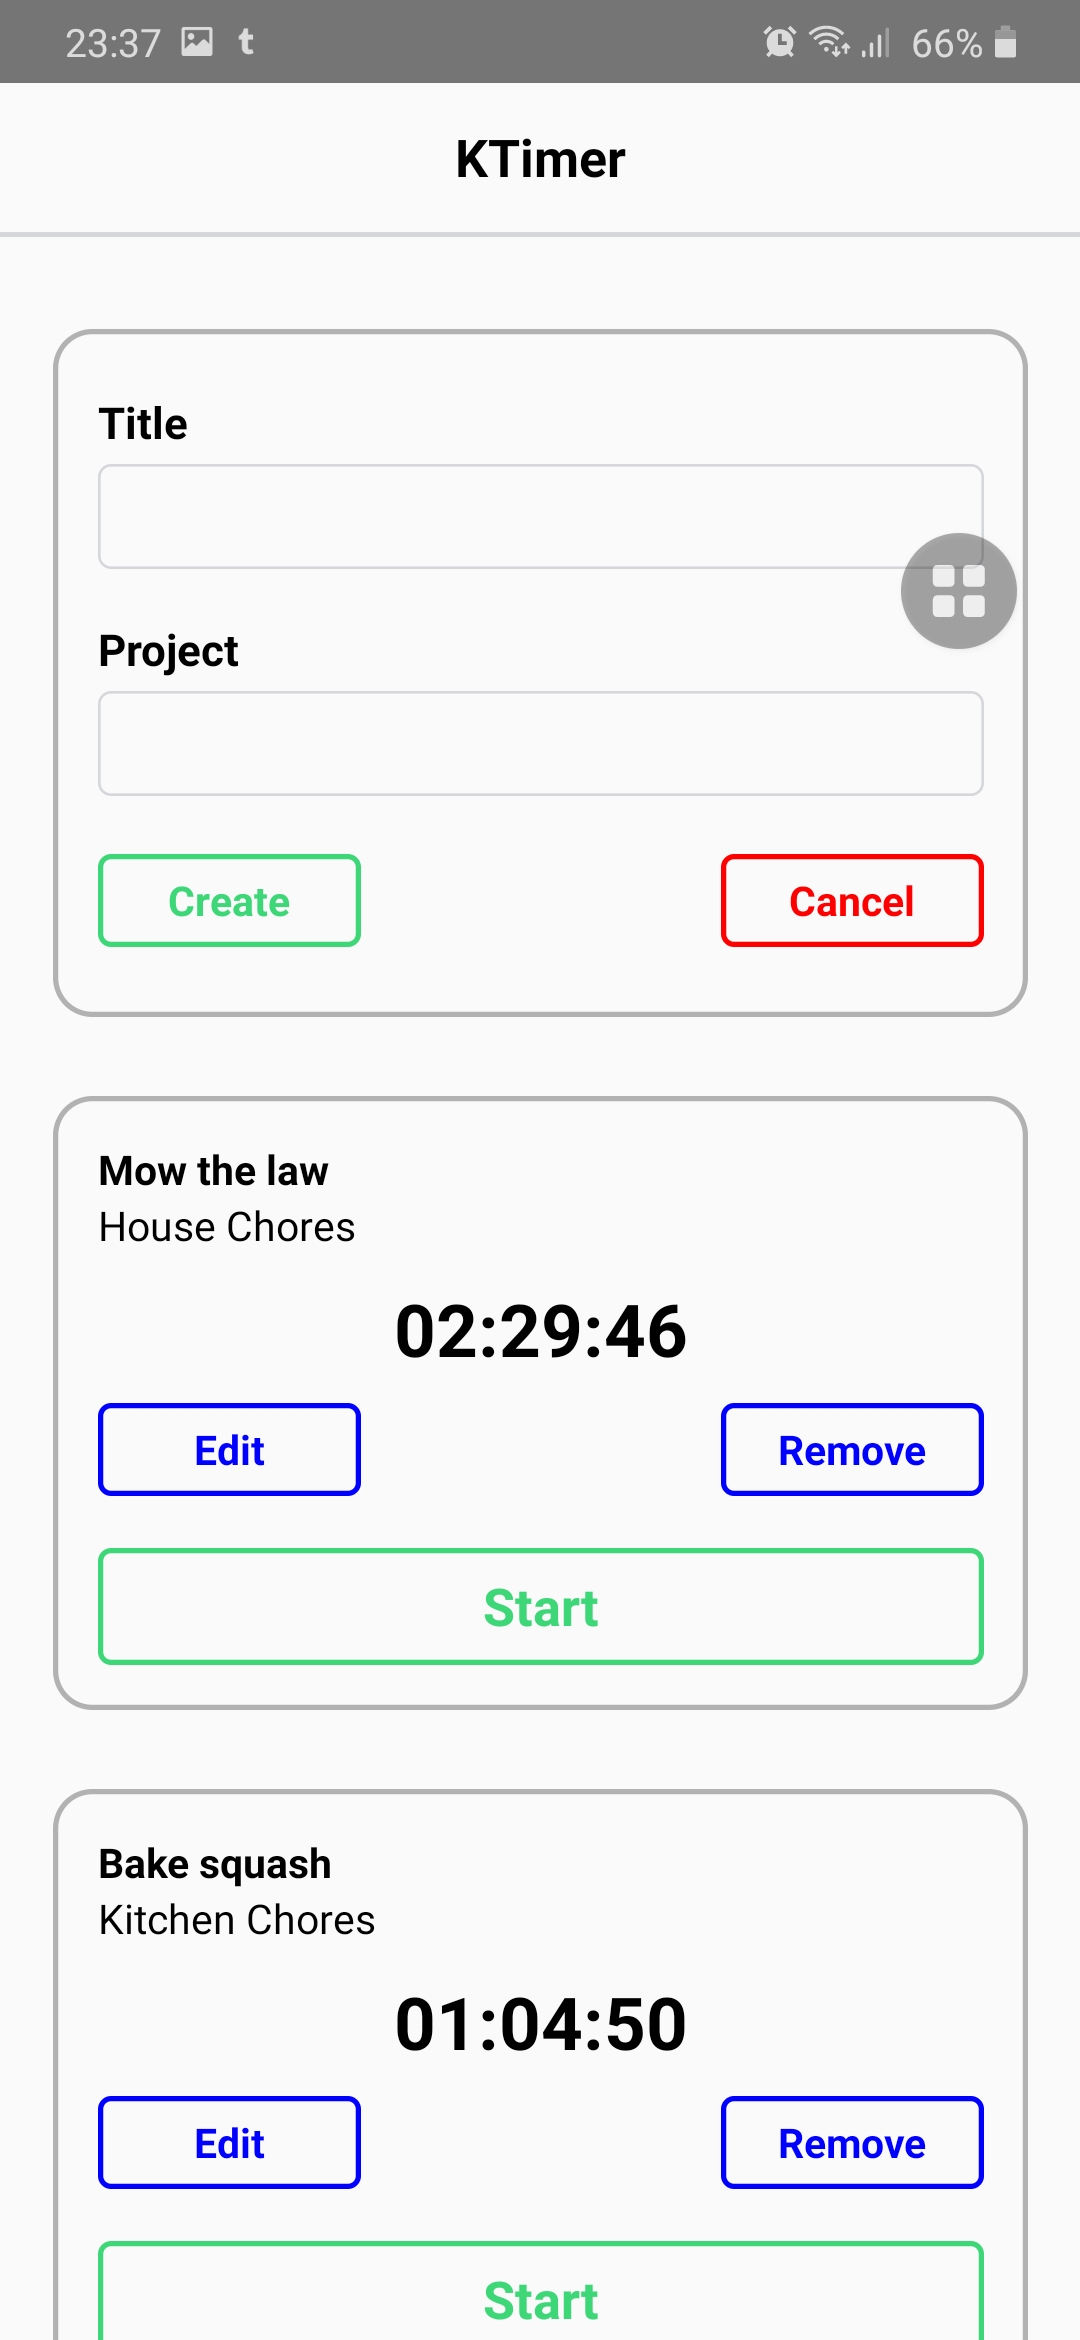 23:37 t 66%
KTimer
Title
Project
Create Cancel
Mow the law
House Chores
02:29:46
Edit Remove
Start
Bake squash
Kitchen Chores
01:04:50
Edit Remove
Start